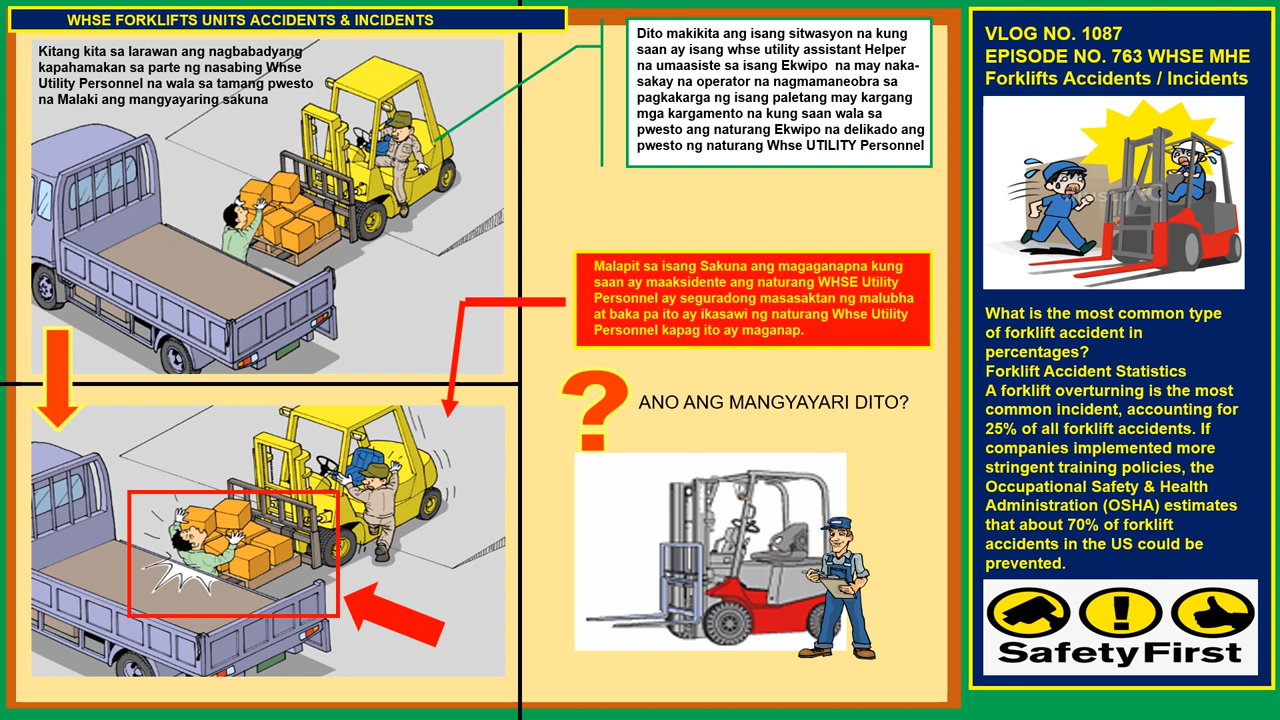 WHSE FORKLIFTS UNITS ACCIDENTS & INCIDENTS
Kitang kita sa larawan ang nagbabadyang
kapahamakan sa parte ng nasabing Whse
Utility Personnel na wala sa tamang pwesto
na Malaki ang mangyayaring sakuna
Dito makikita ang isang sitwasyon na kung
saan ay isang whse utility assistant Helper
na umaasiste sa isang Ekwipo na may naka-
sakay na operator na nagmamaneobra sa
pagkakarga ng isang paletang may kargang
mga kargamento na kung saan wala sa
pwesto ang naturang Ekwipo na delikado ang
pwesto ng naturang Whse UTILITY Personnel
Malapit sa isang Sakuna ang magaganapna kung
saan ay maaksidente ang naturang WHSE Utility
Personnel ay seguradong masasaktan ng malubha
at baka pa ito ay ikasawi ng naturang Whse Utility
Personnel kapag ito ay maganap.
?
ANO ANG MANGYAYARI DITO?
VLOG NO. 1087
EPISODE NO. 763 WHSE MHE
Forklifts Accidents / Incidents
What is the most common type
of forklift accident in
percentages?
Forklift Accident Statistics
A forklift overturning is the most
common incident, accounting for
25% of all forklift accidents. If
companies implemented more
stringent training policies, the
Occupational Safety & Health
Administration (OSHA) estimates
that about 70% of forklift
accidents in the US could be
prevented.
!
Safety First